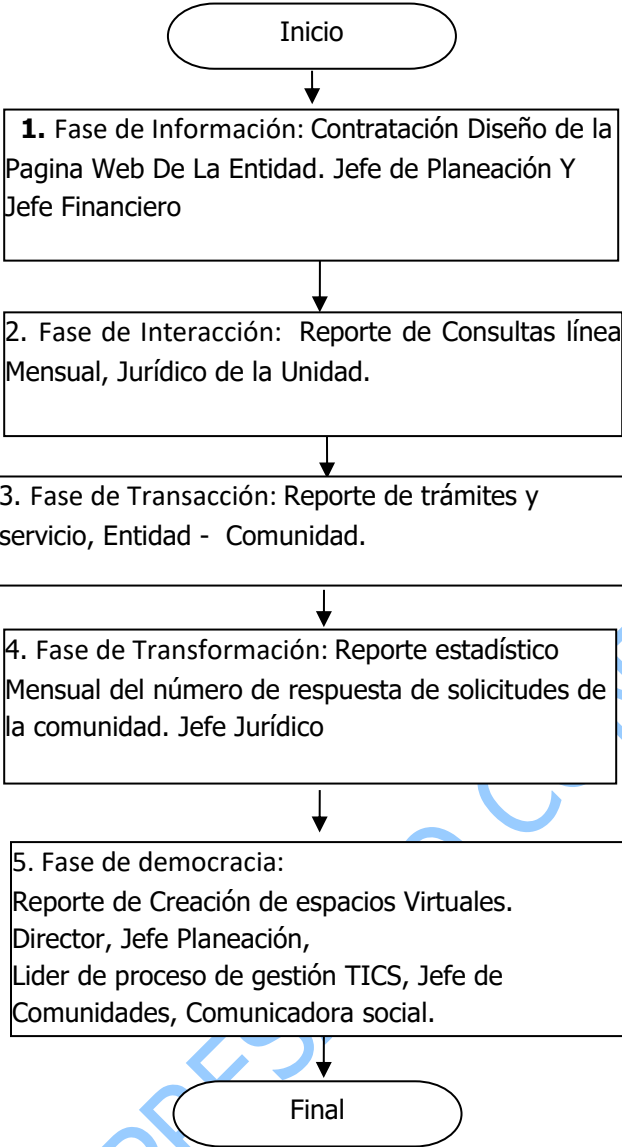 Inicio
1. Fase de Información: Contratación Diseño de la
Pagina Web De La Entidad. Jefe de Planeación Y
Jefe Financiero
2. Fase de Interacción: Reporte de Consultas línea
Mensual, Jurídico de la Unidad.
3. Fase de Transacción: Reporte de trámites y
servicio, Entidad - Comunidad.
4. Fase de Transformación: Reporte estadístico
Mensual del número de respuesta de solicitudes de
la comunidad. Jefe Jurídico
5. Fase de democracia:
Reporte de Creación de espacios Virtuales.
Director, Jefe Planeación,
Lider de proceso de gestión TICS, Jefe de
Comunidades, Comunicadora social.
Final